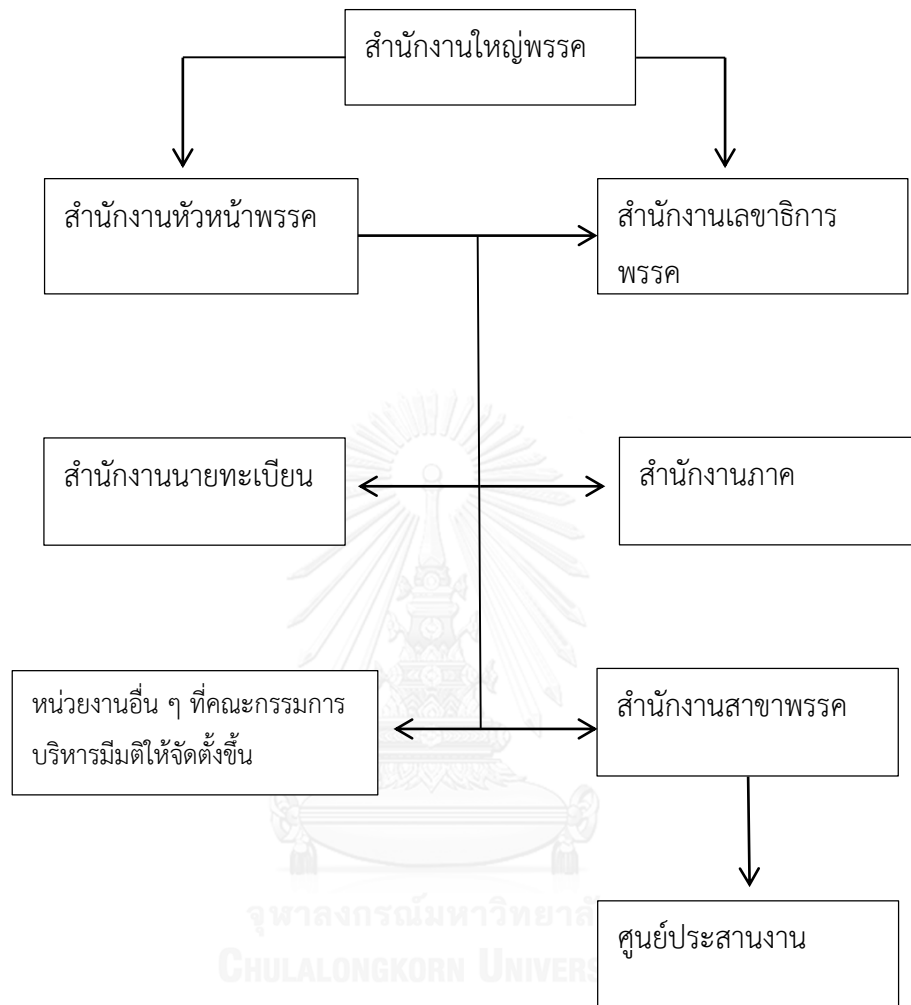 สำนักงานใหญ่พรรค
สำนักงานหัวหน้าพรรค
สำนักงานเลขาธิการ
พรรค
สำนักงานนายทะเบียน
สำนักงานภาค
หน่วยงานอื่น ๆ ที่คณะกรรมการ
บริหารมีมติให้จัดตั้งขึ้น
สำนักงานสาขาพรรค
ศูนย์ประสานงาน
จุฬาลงกรณ์มหาวิทยาลั
CHULALONGKORN UNIVERS